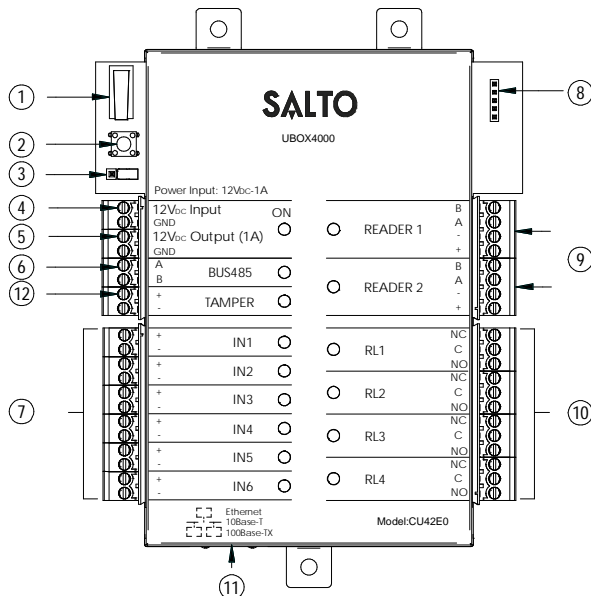 SALTO
UBOX4000
Power Input: 12VDC-1A
1
2
3
4
5
6
12
7
8
9
10
11
12VDC Input
GND
12VDC Output (1A)
GND
ON
A
B
BUS485
+
-
TAMPER
+
-
IN1
+
-
IN2
+
-
IN3
+
-
IN4
+
-
IN5
+
-
IN6
READER 1
B
A
-
+
READER 2
B
A
-
+
RL1
NC
C
NO
RL2
NC
C
NO
RL3
NC
C
NO
RL4
NC
C
NO
Ethernet
10Base-T
100Base-TX
Model:CU42E0